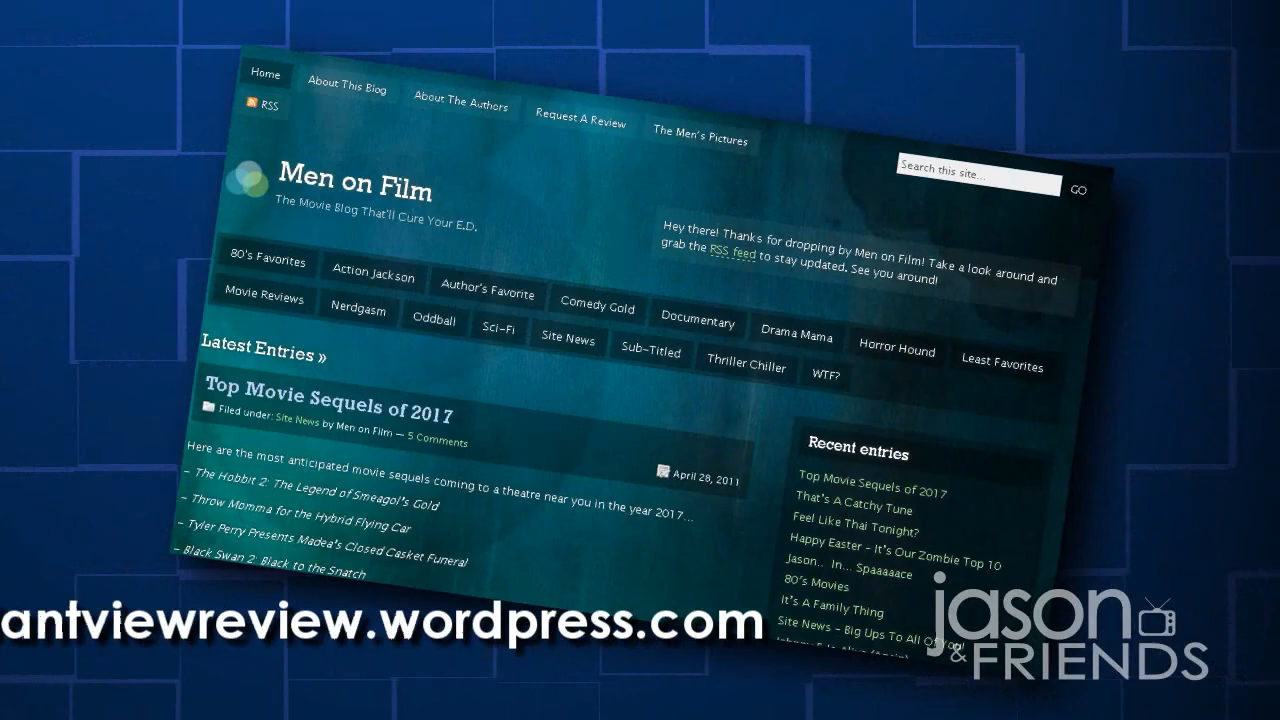 Home About This Blog About The Authors Request A Review The Men's Pictures
RSS
Search this site... GO
Men on Film
The Movie Blog That'll Cure Your E.D.
Hey there! Thanks for dropping by Men on Film! Take a look around and
grab the RSS feed to stay updated. See you around!
80's Favorites Action Jackson Author's Favorite Comedy Gold Documentary Drama Mama Horror Hound Least Favorites
Movie Reviews Nerdgasm Oddball Sci-Fi Site News Sub-Titled Thriller Chiller WTF?
Latest Entries »
Top Movie Sequels of 2017
Filed under: Site News by Men on Film — 5 Comments
April 28, 2011
Here are the most anticipated movie sequels coming to a theatre near you in the year 2017...
– The Hobbit 2: The Legend of Smeagol's Gold
– Throw Momma for the Hybrid Flying Car
– Tyler Perry Presents Madea's Closed Casket Funeral
– Black Swan 2: Black to the Snatch
Recent entries
Top Movie Sequels of 2017
That's A Catchy Tune
Feel Like Thai Tonight?
Happy Easter – It's Our Zombie Top 10
Jason.. In... Spaaaaace
80's Movies
It's A Family Thing
Site News – Big Ups To All Of You!
antviewreview.wordpress.com
jason
& FRIENDS